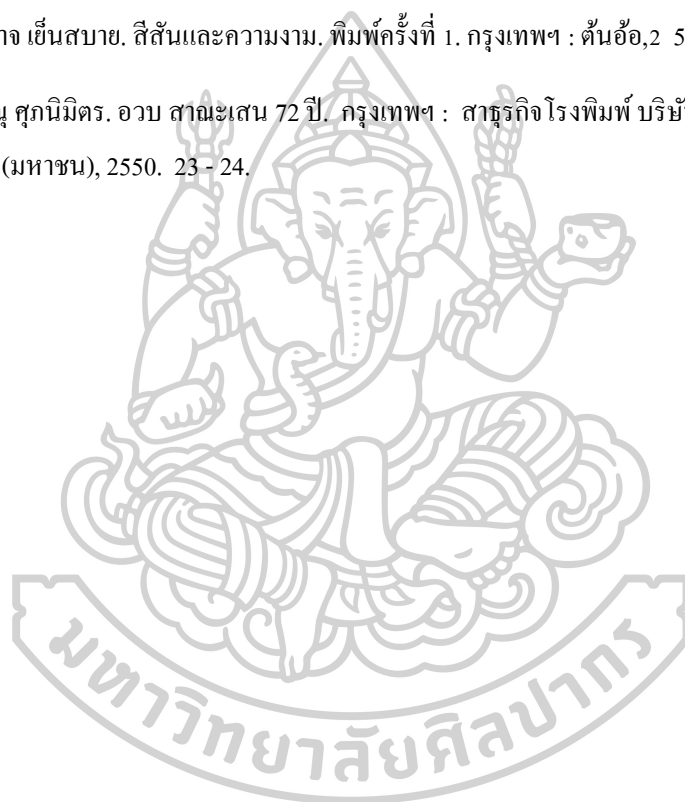 เย็นสบาย. สีสันและความงาม. พิมพ์ครั้งที่ 1. กรุงเทพฯ : ต้นอ้อ,2 5
ศุภนิมิตร. อวบ สาณะเสน 72 ปี. กรุงเทพฯ : สาธุรกิจโรงพิมพ์
(มหาชน), 2550. 23 - 24.
มหาวิทยาลัยศิลปากร